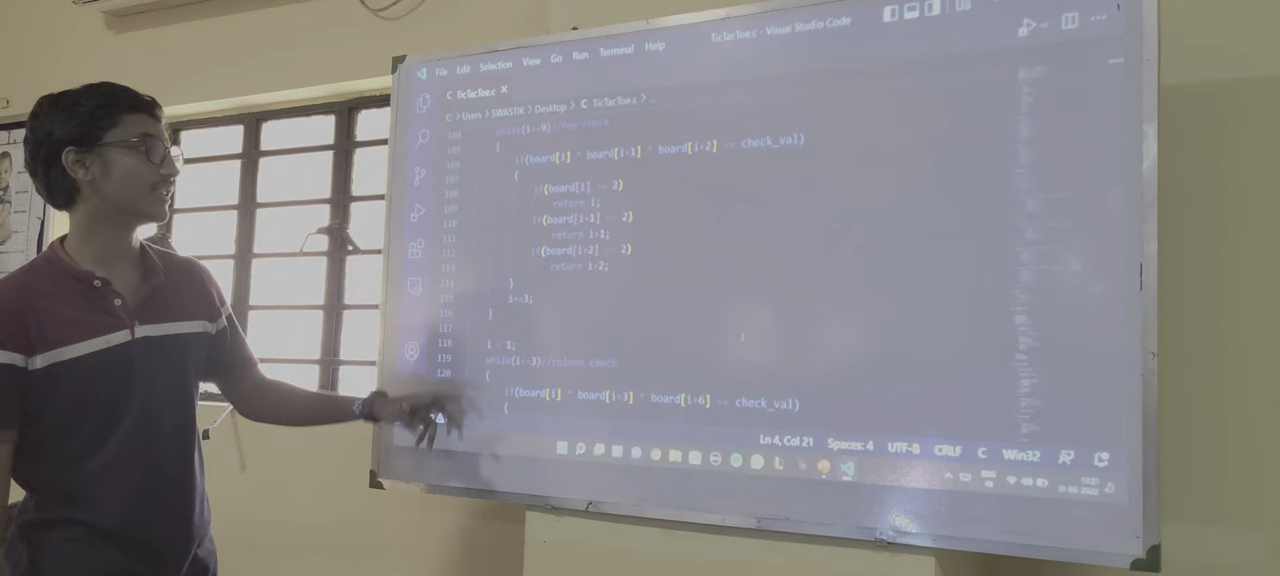 File Edit Selection View Go Run Terminal Help TicTacToe.c - Visual Studio Code
C TicTacToe.c X
C: > Users > SWASTIK > Desktop > C TicTacToe.c > ...
104 while(i<=9)//row check
105 {
106 if(board[i] * board[i+1] * board[i+2] == check_val)
107 {
108 if(board[i] == 2)
109 return i;
110 if(board[i+1] == 2)
111 return i+1;
112 if(board[i+2] == 2)
113 return i+2;
114 }
115 i+=3;
116 }
117
118 i = 1;
119 while(i<=3)//column check
120 {
if(board[i] * board[i+3] * board[i+6] == check_val)
{
Ln 4, Col 21 Spaces: 4 UTF-8 CRLF C Win32
13:21